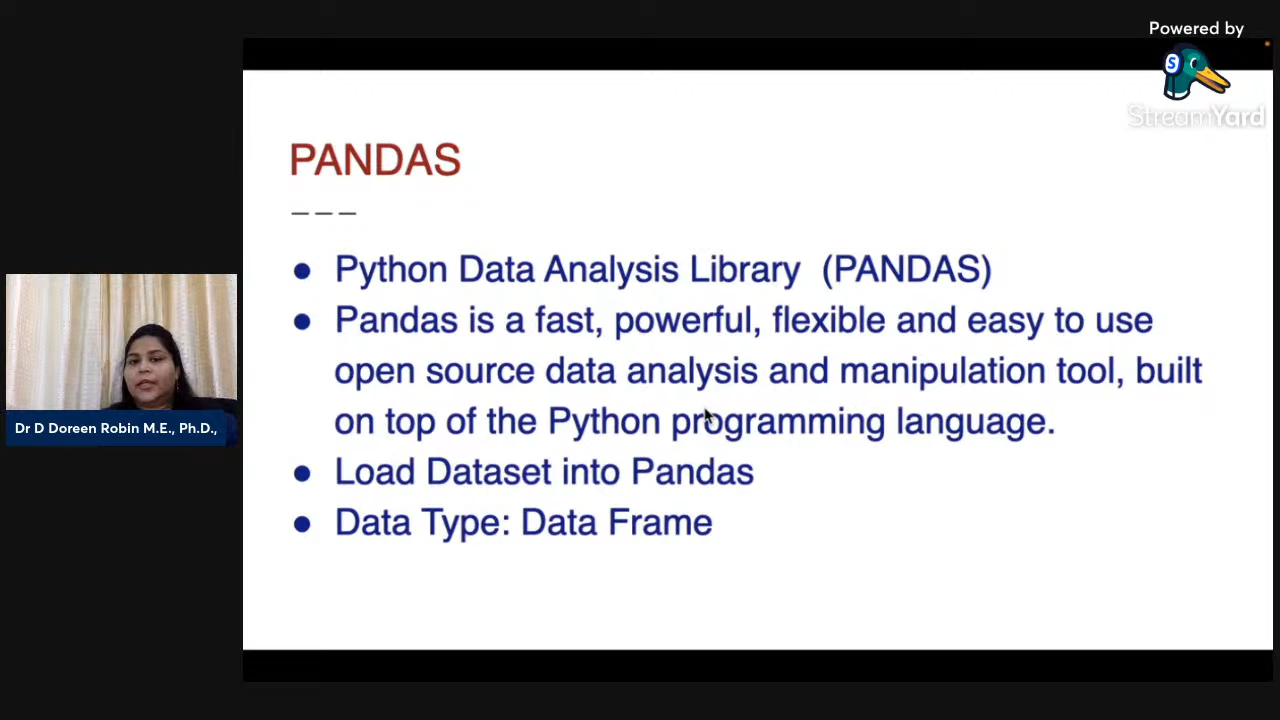 Powered by
S
StreamYard
PANDAS
---
● Python Data Analysis Library (PANDAS)
● Pandas is a fast, powerful, flexible and easy to use
open source data analysis and manipulation tool, built
on top of the Python programming language.
● Load Dataset into Pandas
● Data Type: Data Frame
Dr D Doreen Robin M.E., Ph.D.,